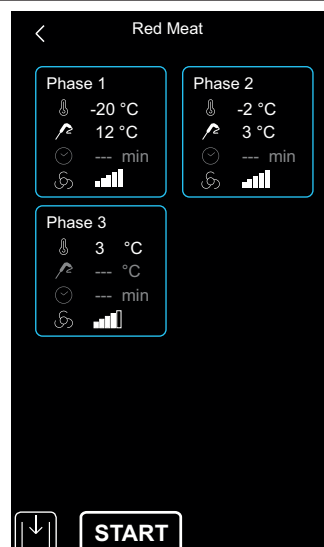 Red Meat
Phase 1
-20 °C
12 °C
--- min
Phase 2
-2 °C
3 °C
--- min
Phase 3
3 °C
--- °C
--- min
START